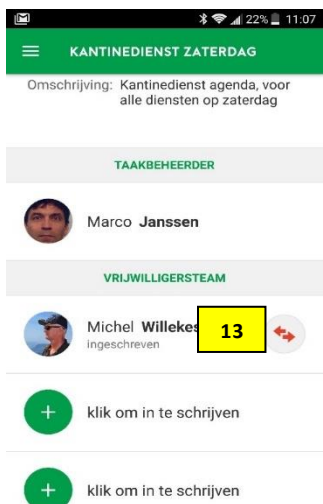 22% 11:07
KANTINEDIENST ZATERDAG
Omschrijving: Kantinedienst agenda, voor
alle diensten op zaterdag
TAAKBEHEERDER
Marco Janssen
VRIJWILLIGERSTEAM
Michel Willekes
13
ingeschreven
klik om in te schrijven
klik om in te schrijven